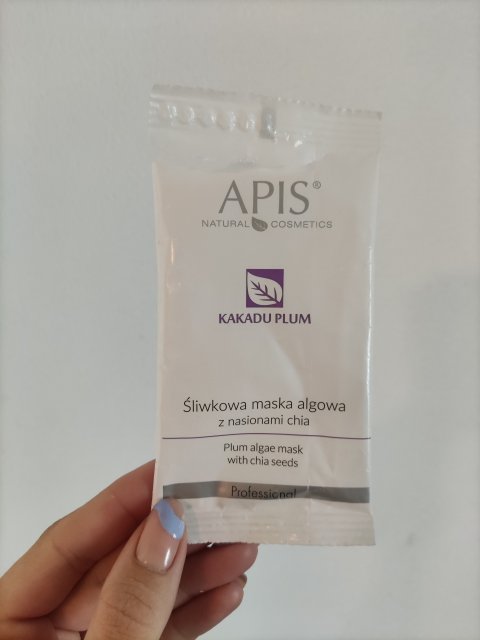 APIS®
NATURAL COSMETICS
KAKADU PLUM
Śliwkowa maska algowa
z nasionami chia
Plum algae mask
with chia seeds
Professional